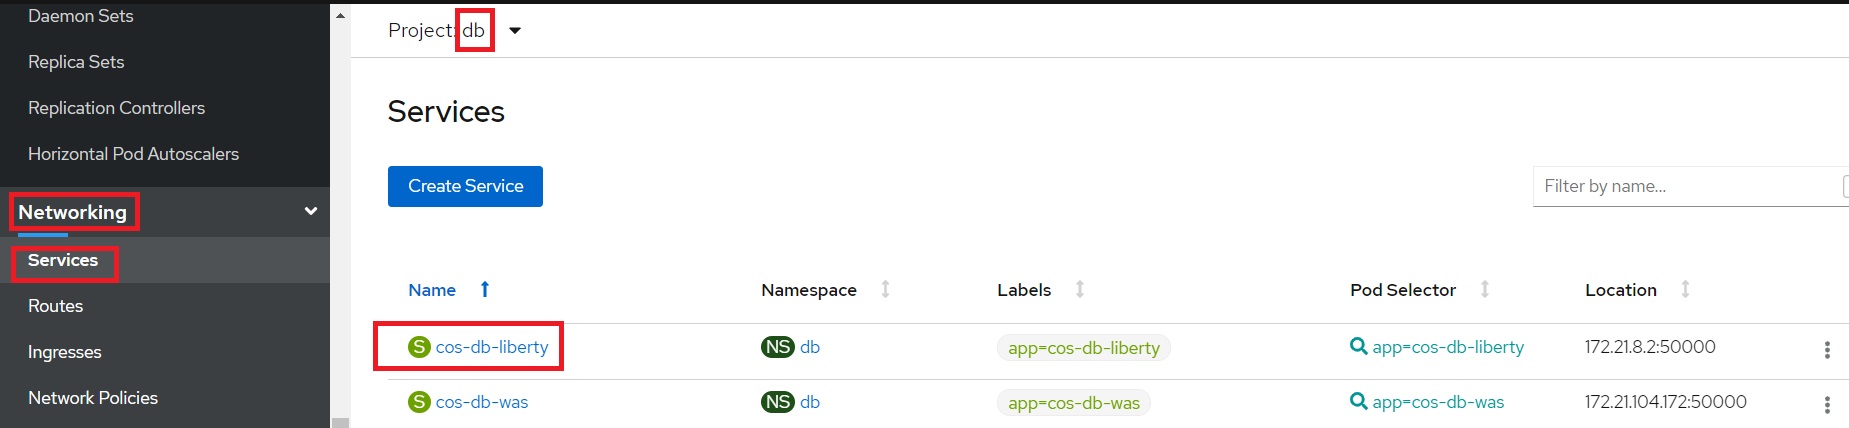 Daemon Sets
Replica Sets
Replication Controllers
Horizontal Pod Autoscalers
Networking
Services
Routes
Ingresses
Network Policies
Project: db
Services
Create Service
Filter by name...
Name Namespace Labels Pod Selector Location
S cos-db-liberty NS db app=cos-db-liberty app=cos-db-liberty 172.21.8.2:50000
S cos-db-was NS db app=cos-db-was app=cos-db-was 172.21.104.172:50000